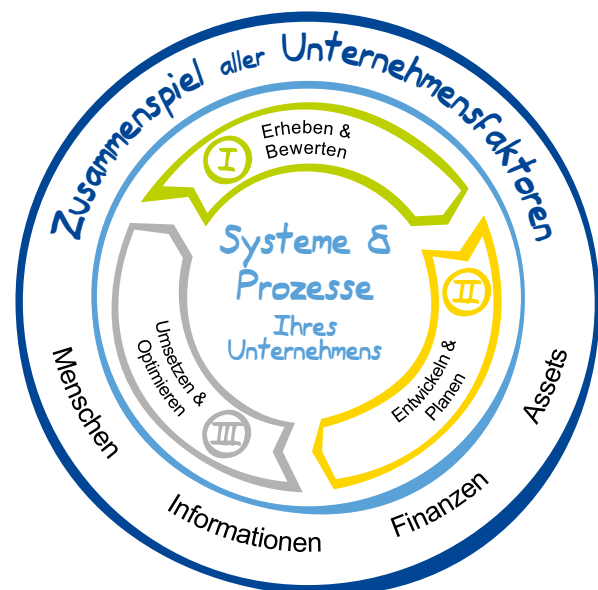 Zusammenspiel aller Unternehmensfaktoren
I
Erheben &
Bewerten
Systeme &
Prozesse
Ihres
Unternehmens
II
Entwickeln &
Planen
Umsetzen &
Optimieren
III
Menschen
Informationen
Finanzen
Assets